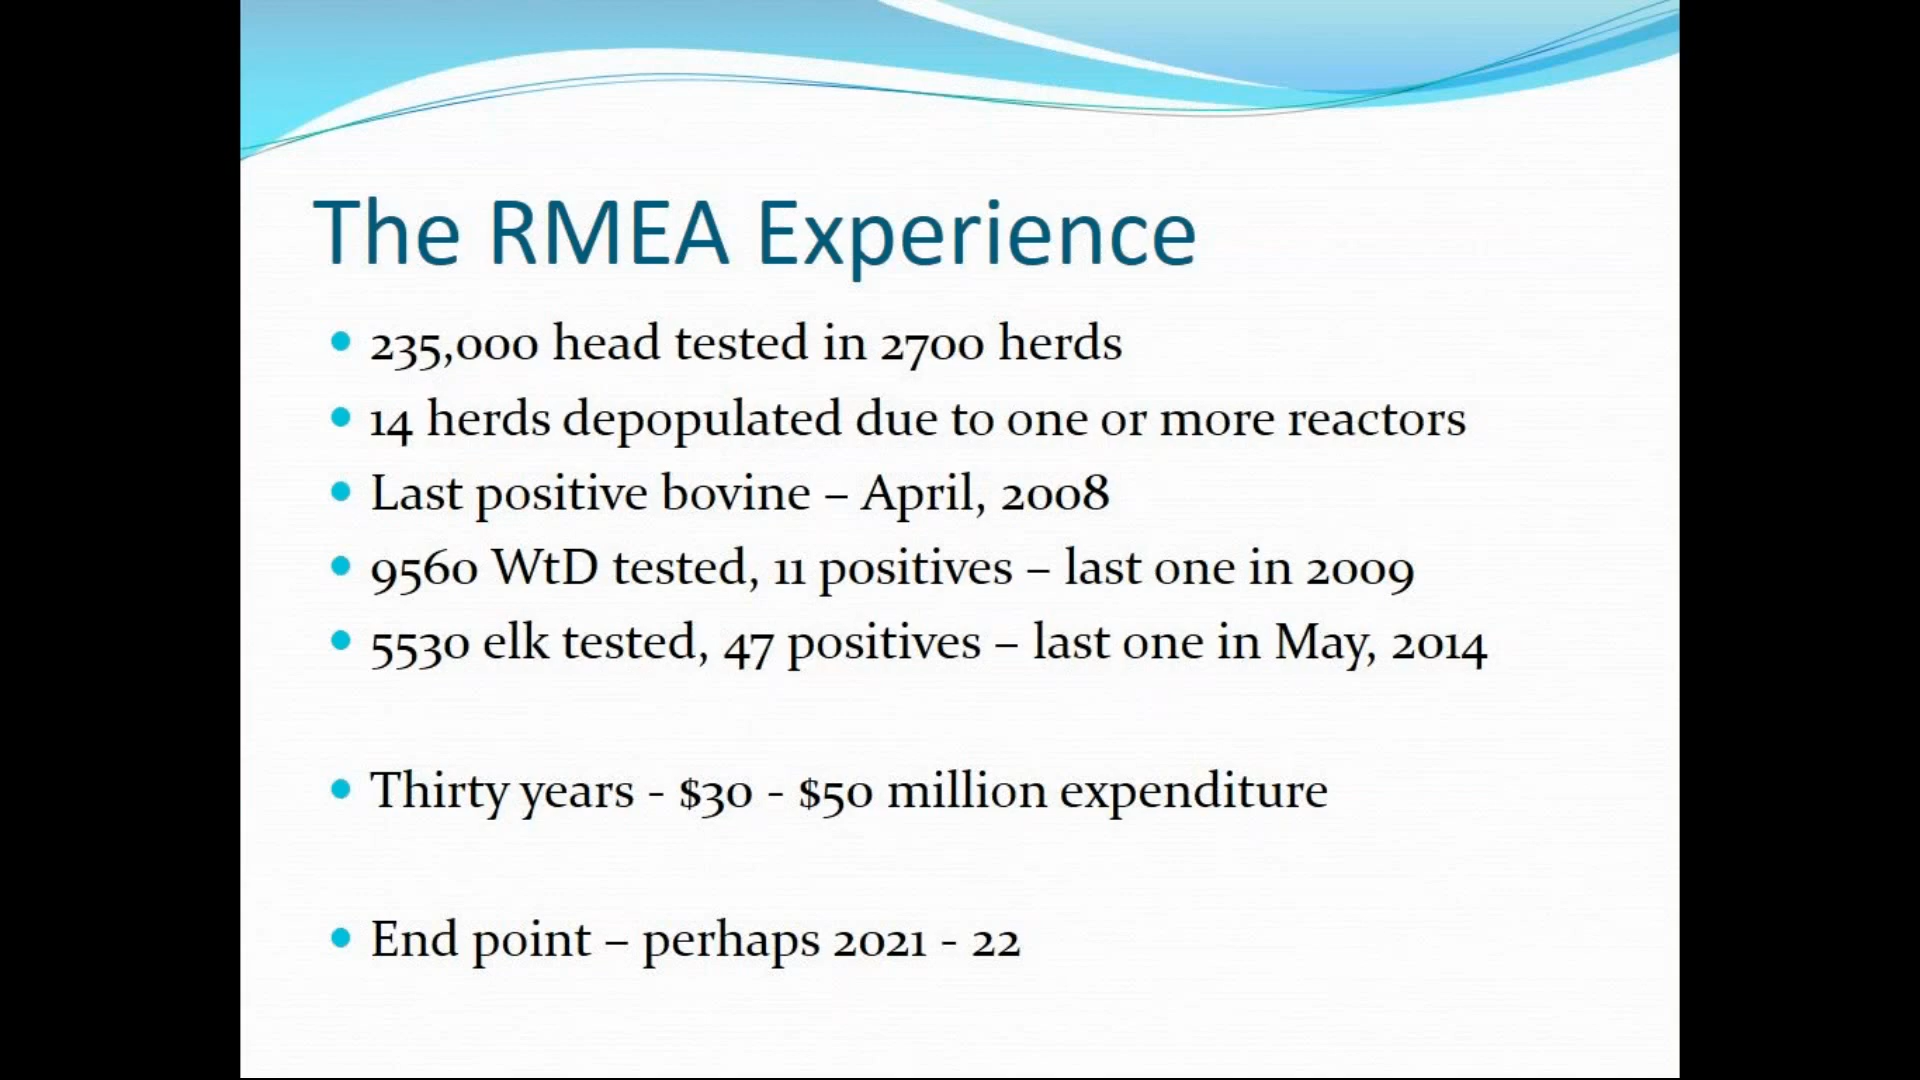 The RMEA Experience
• 235,000 head tested in 2700 herds
• 14 herds depopulated due to one or more reactors
• Last positive bovine – April, 2008
• 9560 WtD tested, 11 positives – last one in 2009
• 5530 elk tested, 47 positives – last one in May, 2014
• Thirty years - $30 - $50 million expenditure
• End point – perhaps 2021 - 22